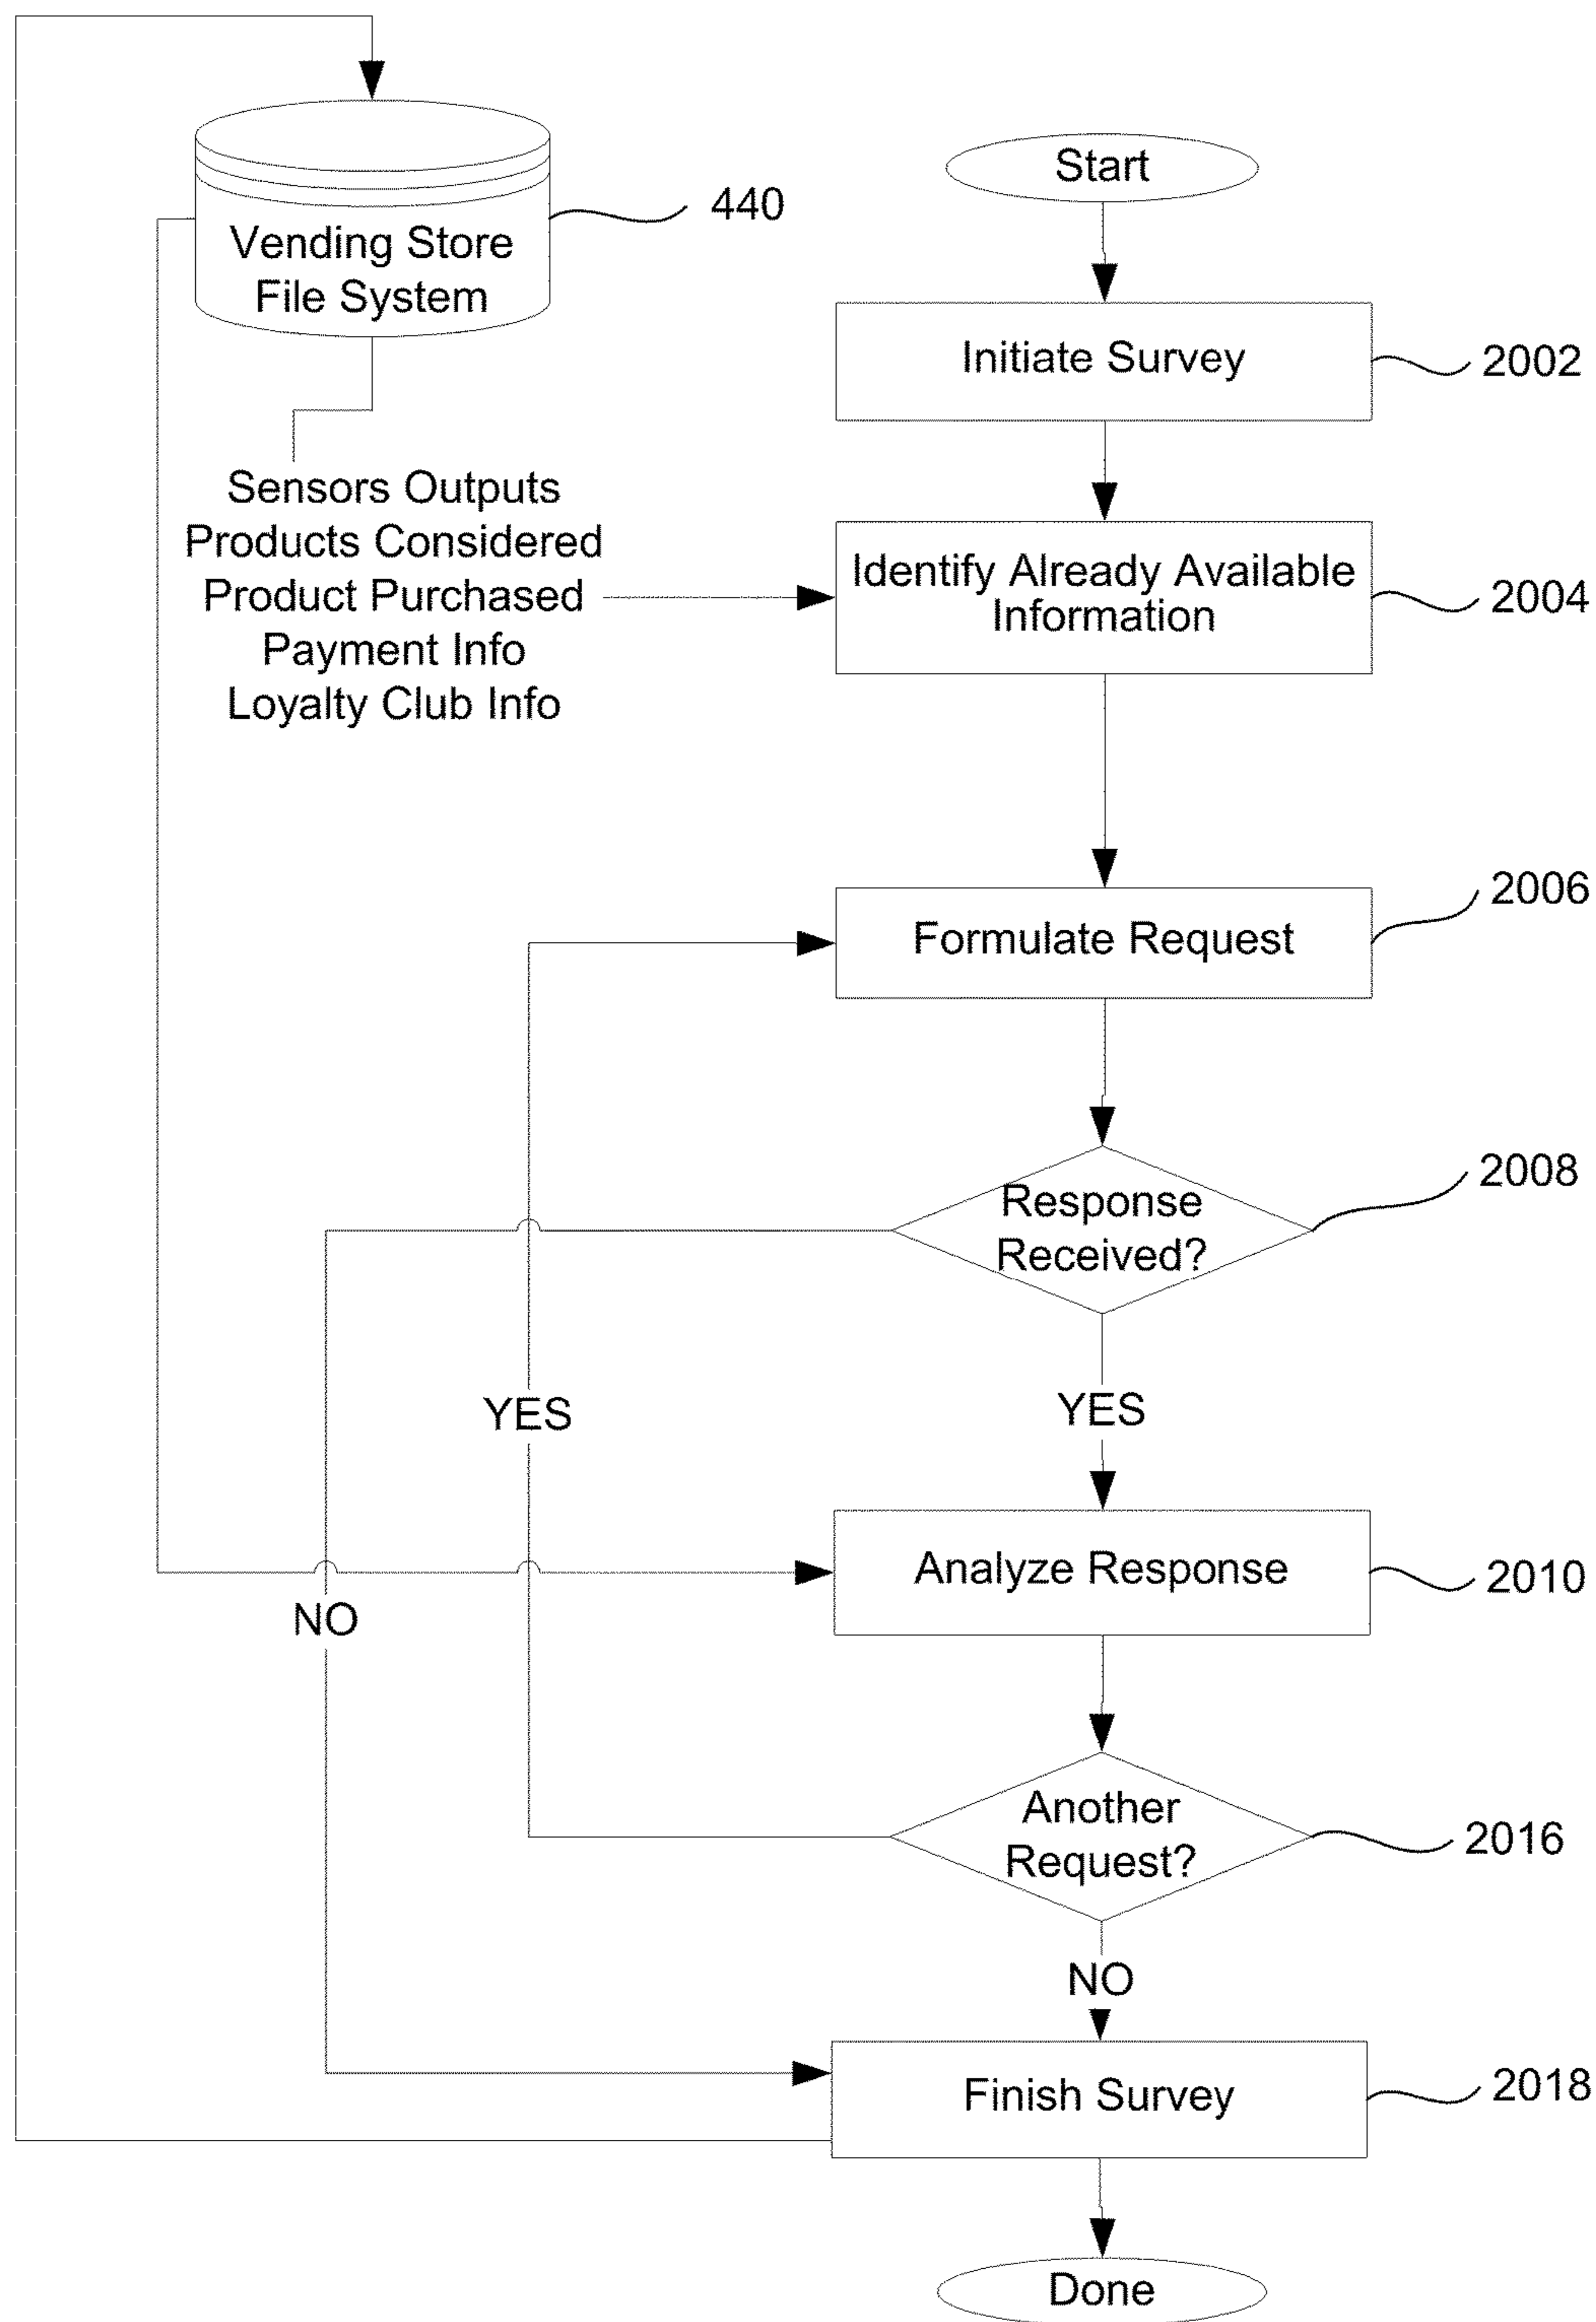 Start
440
Vending Store
File System
Initiate Survey
2002
Sensors Outputs
Products Considered
Product Purchased
Payment Info
Loyalty Club Info
Identify Already Available
Information
2004
Formulate Request
2006
Response
Received?
2008
YES
YES
Analyze Response
2010
NO
Another
Request?
2016
NO
Finish Survey
2018
Done